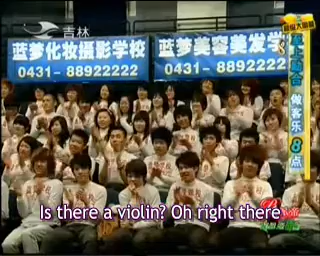 吉林
蓝梦化妆摄影学校
0431-88922222
蓝梦美容美发学
0431-88922222
做客乐8点
Is there a violin? Oh right there